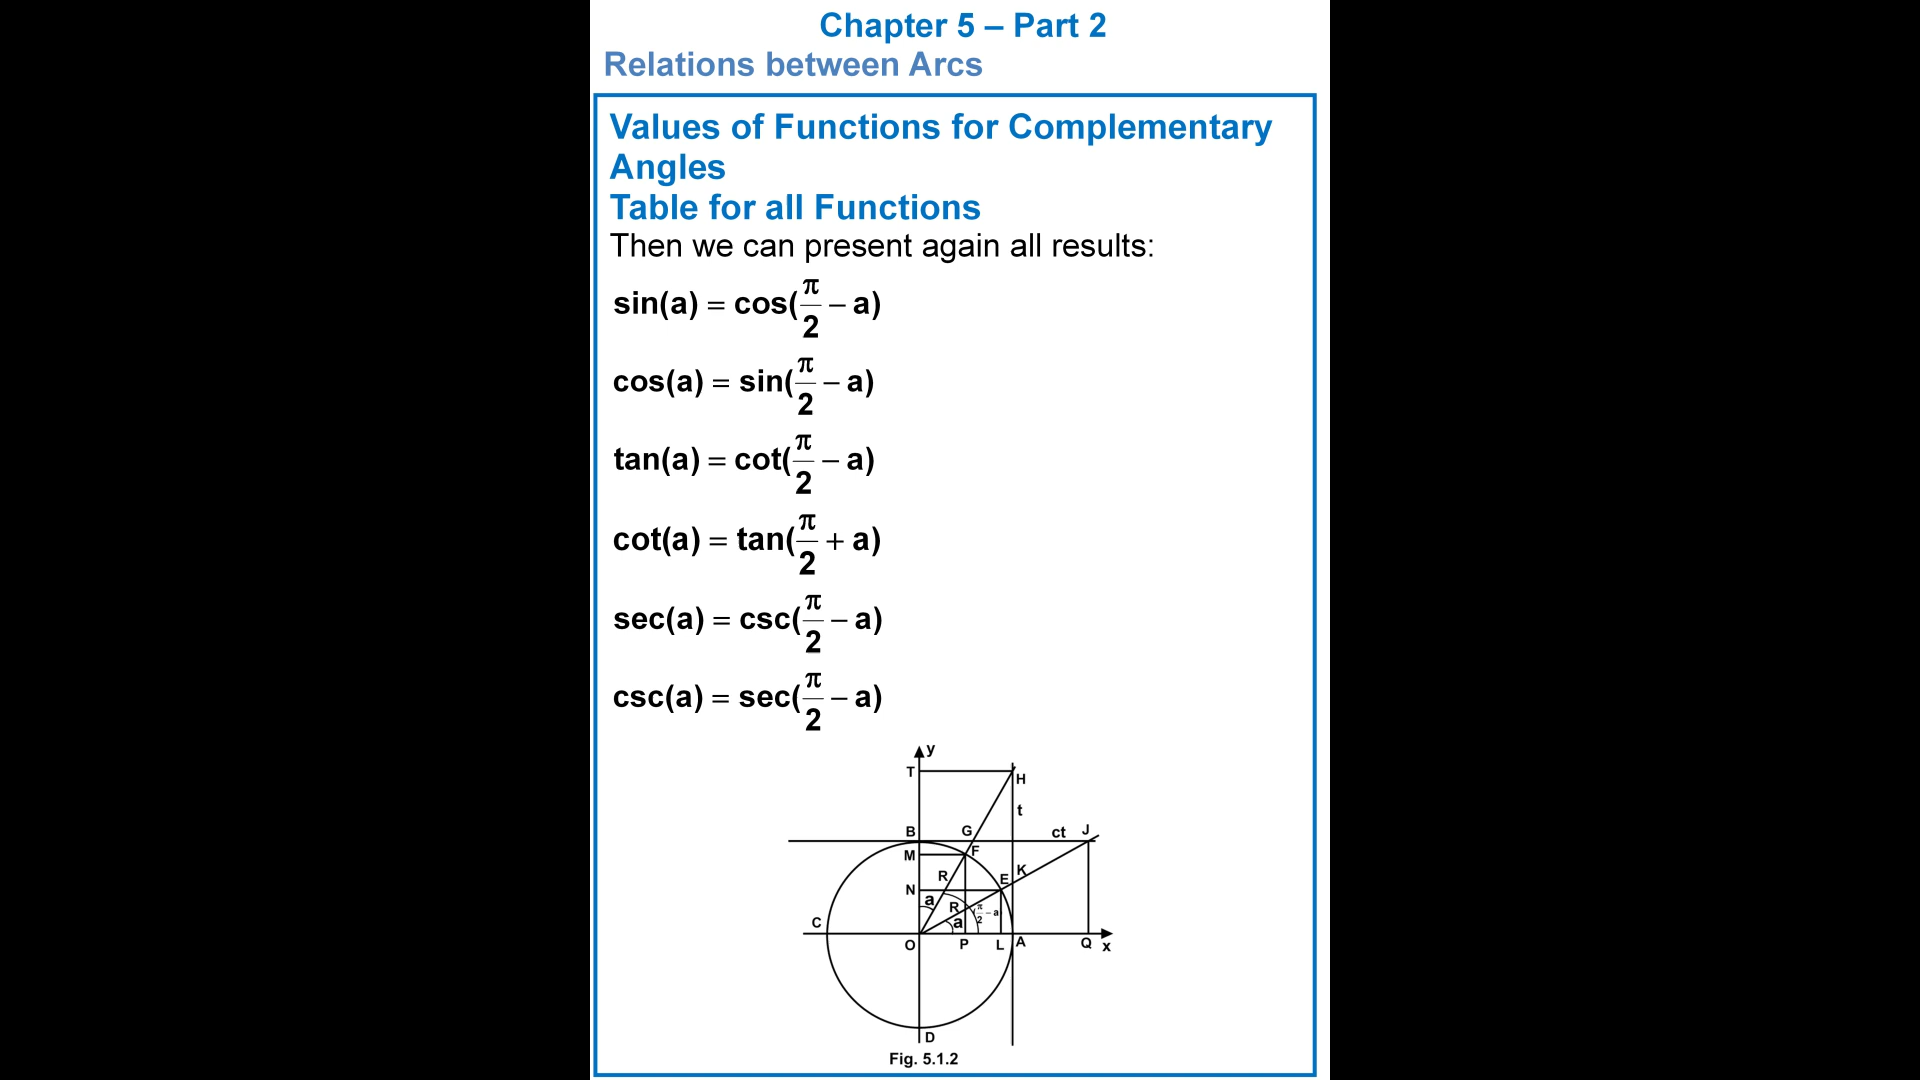 Chapter 5 – Part 2
Relations between Arcs
Values of Functions for Complementary
Angles
Table for all Functions
Then we can present again all results:
sin(a) = cos(π/2 – a)
cos(a) = sin(π/2 – a)
tan(a) = cot(π/2 – a)
cot(a) = tan(π/2 + a)
sec(a) = csc(π/2 – a)
csc(a) = sec(π/2 – a)
y
T
H
t
B
G
ct
J
M
F
R
K
N
E
a
R
π/2 – a
C
a
O
P
L
A
Q
x
D
Fig. 5.1.2